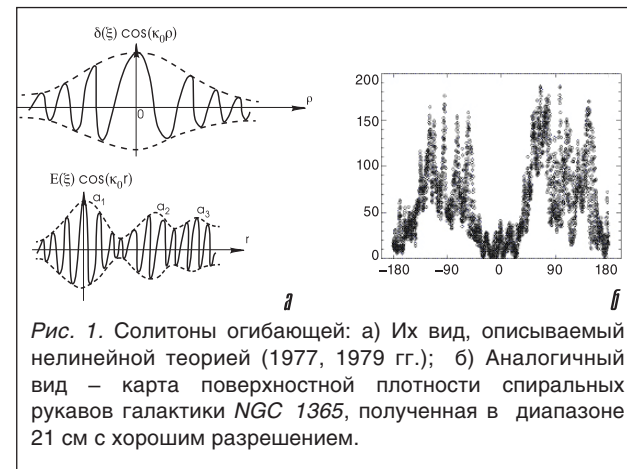 δ(ξ) cos(κ₀ρ)
0
ρ
E(ξ) cos(κ₀r)
a₁
a₂
a₃
r
а
200
150
100
50
0
−180
−90
0
90
180
б
Рис. 1. Солитоны огибающей: а) Их вид, описываемый
нелинейной теорией (1977, 1979 гг.); б) Аналогичный
вид – карта поверхностной плотности спиральных
рукавов галактики NGC 1365, полученная в диапазоне
21 см с хорошим разрешением.